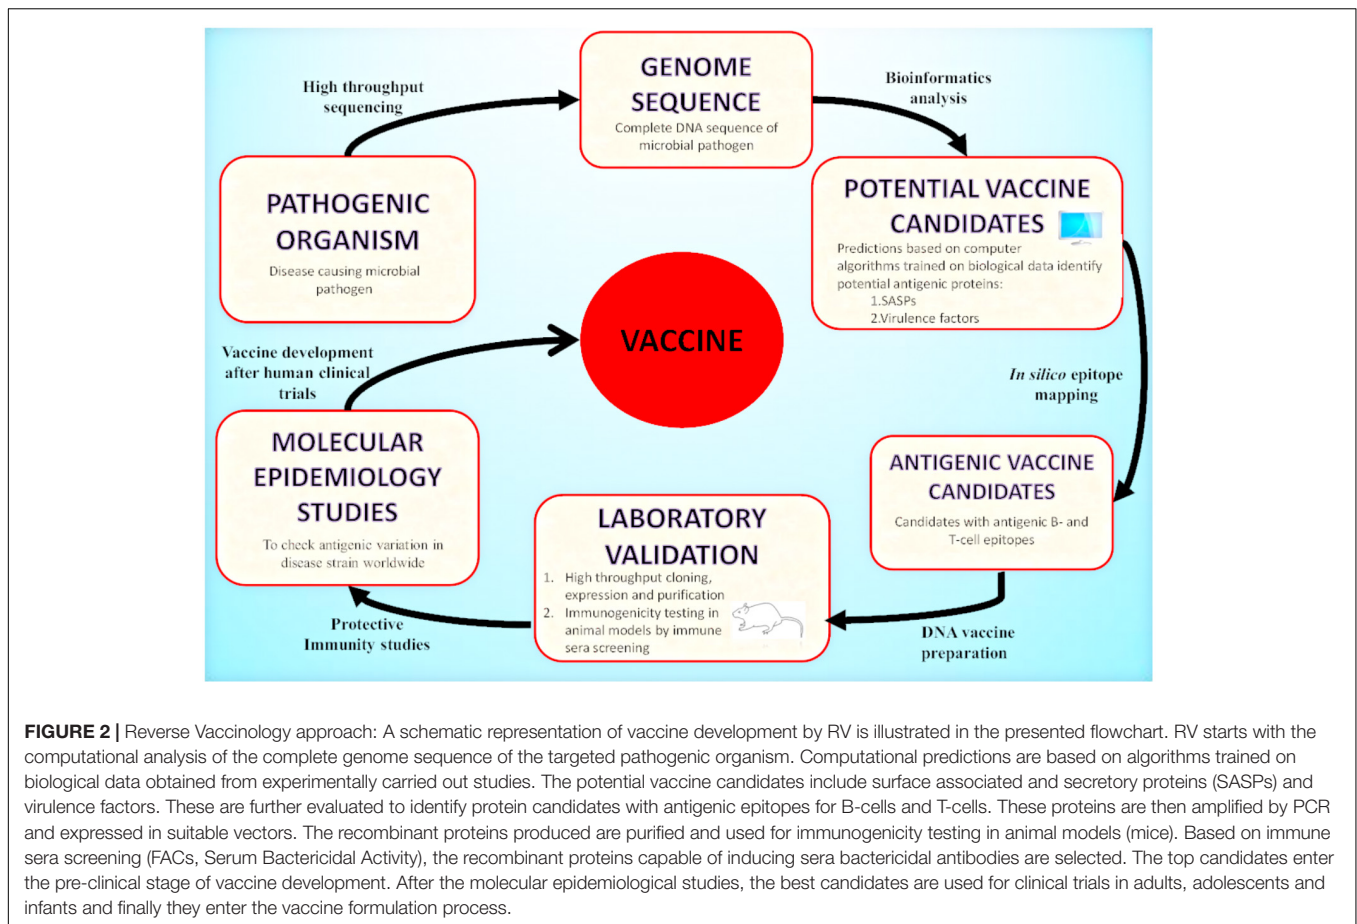 High throughput
sequencing
GENOME
SEQUENCE
Complete DNA sequence of
microbial pathogen
Bioinformatics
analysis
PATHOGENIC
ORGANISM
Disease causing microbial
pathogen
POTENTIAL VACCINE
CANDIDATES
Predictions based on computer
algorithms trained on biological data identify
potential antigenic proteins:
1.SASPs
2.Virulence factors
VACCINE
Vaccine development
after human clinical
trials
In silico epitope
mapping
MOLECULAR
EPIDEMIOLOGY
STUDIES
To check antigenic variation in
disease strain worldwide
LABORATORY
VALIDATION
1. High throughput cloning,
expression and purification
2. Immunogenicity testing in
animal models by immune
sera screening
ANTIGENIC VACCINE
CANDIDATES
Candidates with antigenic B- and
T-cell epitopes
Protective
Immunity studies
DNA vaccine
preparation
FIGURE 2 | Reverse Vaccinology approach: A schematic representation of vaccine development by RV is illustrated in the presented flowchart. RV starts with the
computational analysis of the complete genome sequence of the targeted pathogenic organism. Computational predictions are based on algorithms trained on
biological data obtained from experimentally carried out studies. The potential vaccine candidates include surface associated and secretory proteins (SASPs) and
virulence factors. These are further evaluated to identify protein candidates with antigenic epitopes for B-cells and T-cells. These proteins are then amplified by PCR
and expressed in suitable vectors. The recombinant proteins produced are purified and used for immunogenicity testing in animal models (mice). Based on immune
sera screening (FACs, Serum Bactericidal Activity), the recombinant proteins capable of inducing sera bactericidal antibodies are selected. The top candidates enter
the pre-clinical stage of vaccine development. After the molecular epidemiological studies, the best candidates are used for clinical trials in adults, adolescents and
infants and finally they enter the vaccine formulation process.